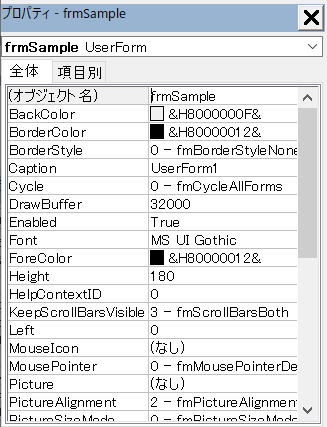 プロパティ - frmSample
frmSample UserForm
全体 項目別
(オブジェクト名) frmSample
BackColor &H8000000F&
BorderColor &H80000012&
BorderStyle 0 - fmBorderStyleNone
Caption UserForm1
Cycle 0 - fmCycleAllForms
DrawBuffer 32000
Enabled True
Font MS UI Gothic
ForeColor &H80000012&
Height 180
HelpContextID 0
KeepScrollBarsVisible 3 - fmScrollBarsBoth
Left 0
MouseIcon (なし)
MousePointer 0 - fmMousePointerDe
Picture (なし)
PictureAlignment 2 - fmPictureAlignment
PictureSizeMode 0 - fmPictureSizeMode